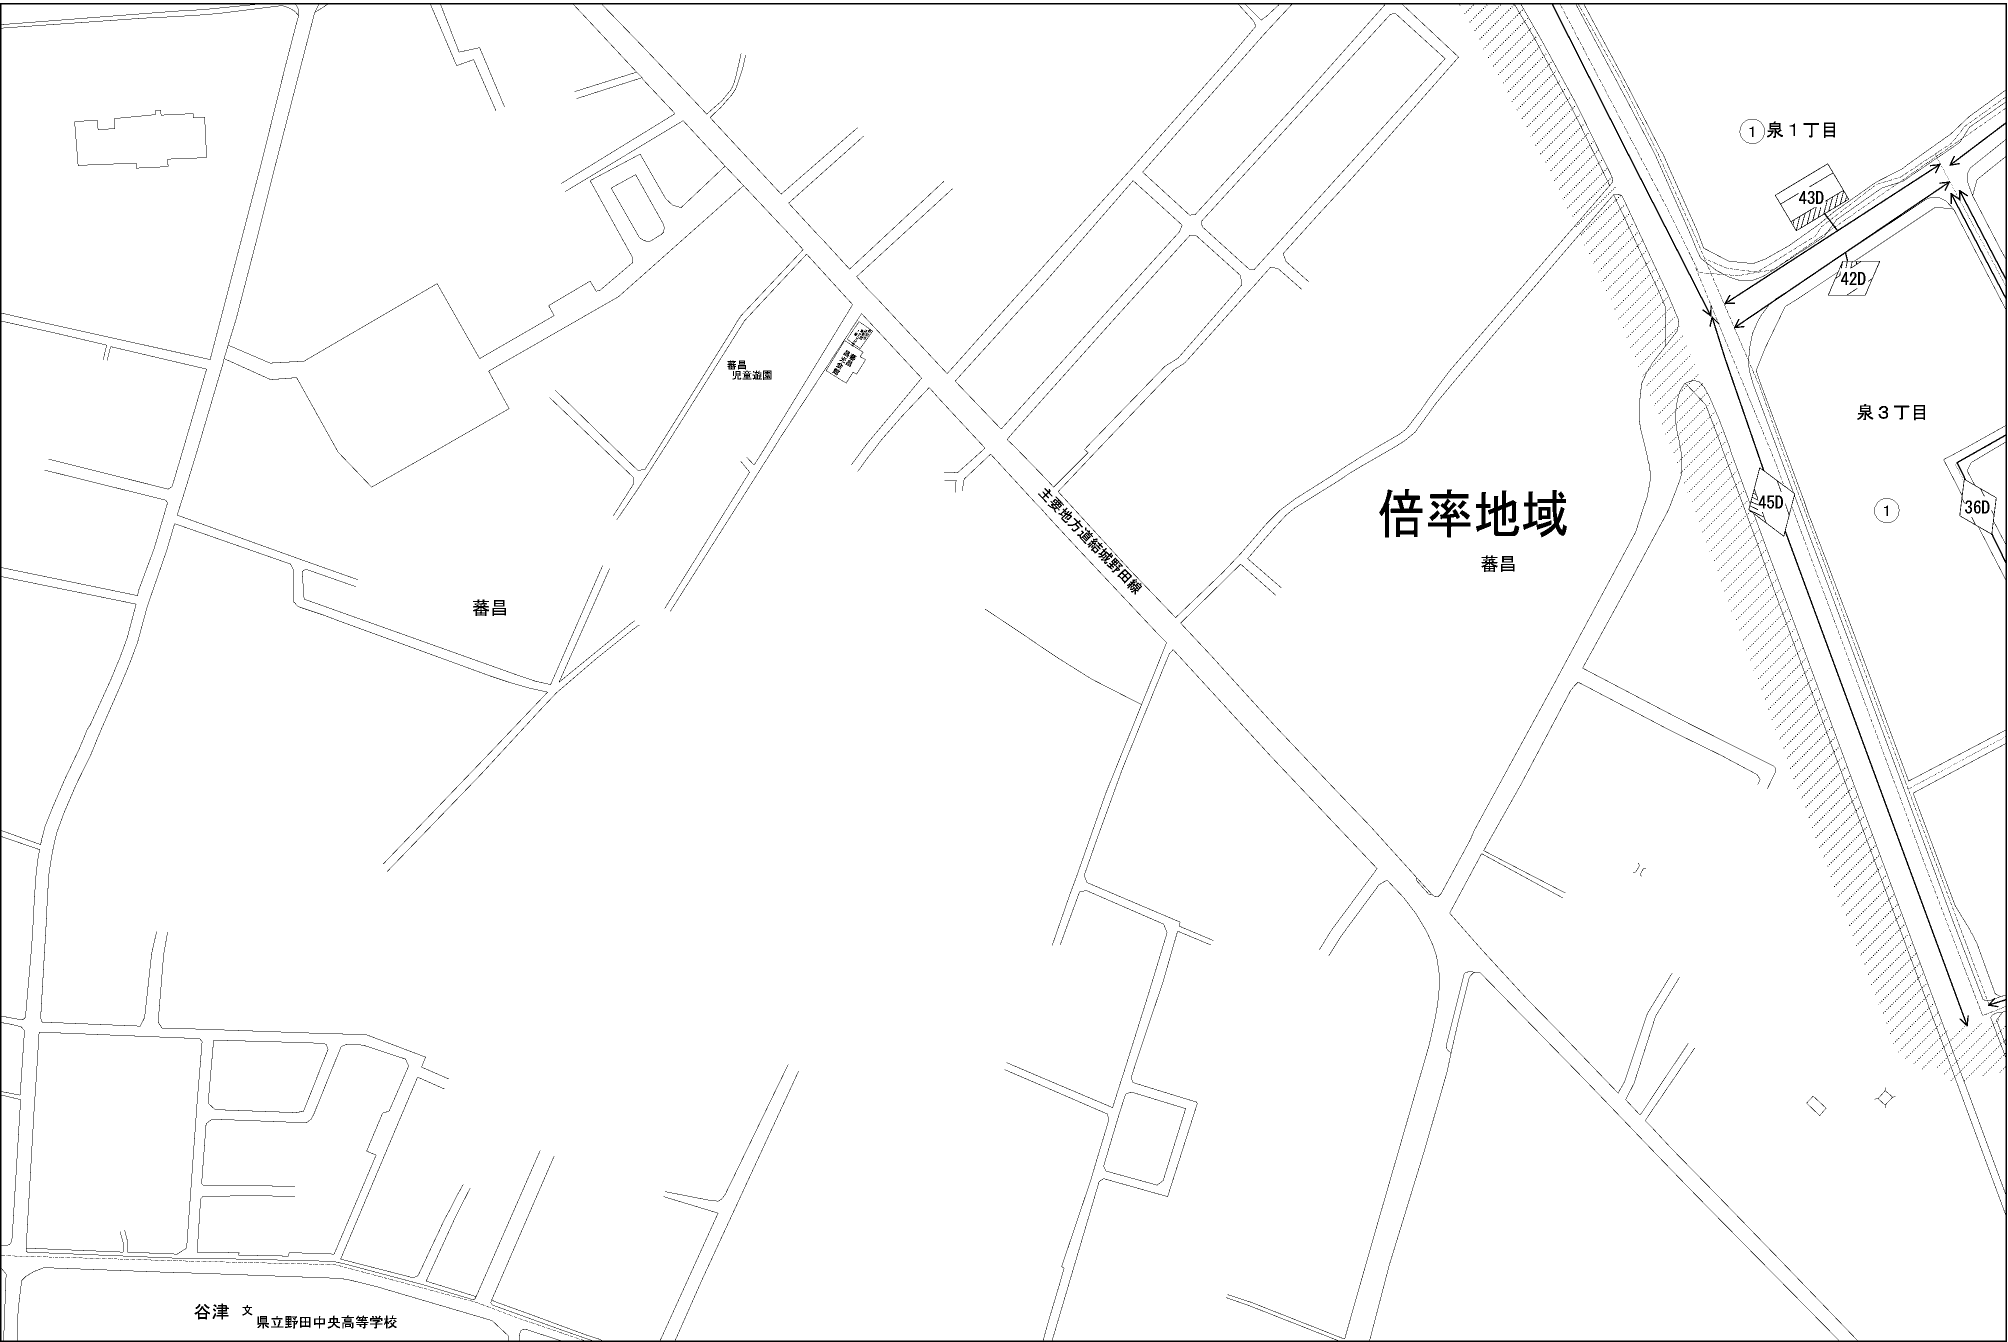 ① 泉1丁目
43D
42D
蕃昌
児童遊園
泉3丁目
主要地方道結城野田線
倍率地域
蕃昌
45D
①
36D
蕃昌
谷津 文
県立野田中央高等学校